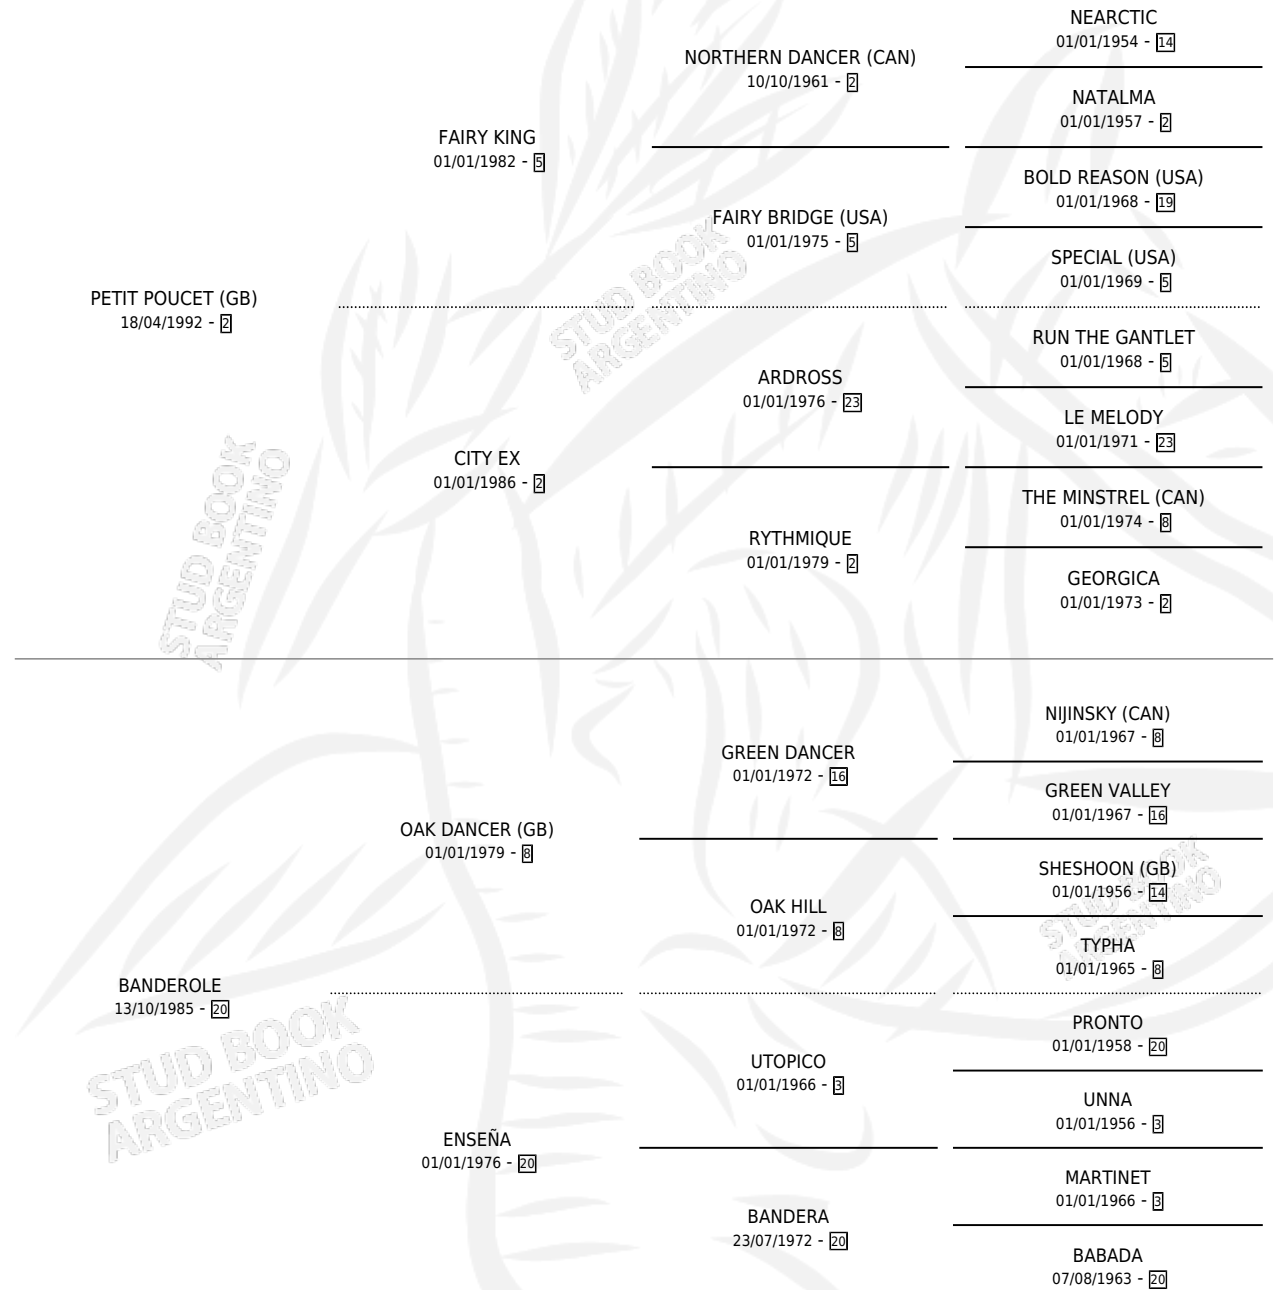 NEARCTIC
01/01/1954 - 14
NORTHERN DANCER (CAN)
10/10/1961 - 2
NATALMA
01/01/1957 - 2
FAIRY KING
01/01/1982 - 5
BOLD REASON (USA)
01/01/1968 - 19
FAIRY BRIDGE (USA)
01/01/1975 - 5
SPECIAL (USA)
01/01/1969 - 5
PETIT POUCET (GB)
18/04/1992 - 2
STUD BOOK
ARGENTINO
RUN THE GANTLET
01/01/1968 - 5
ARDROSS
01/01/1976 - 23
LE MELODY
01/01/1971 - 23
CITY EX
01/01/1986 - 2
THE MINSTREL (CAN)
01/01/1974 - 8
RYTHMIQUE
01/01/1979 - 2
GEORGICA
01/01/1973 - 2
STUD BOOK
ARGENTINO
NIJINSKY (CAN)
01/01/1967 - 8
GREEN DANCER
01/01/1972 - 16
GREEN VALLEY
01/01/1967 - 16
OAK DANCER (GB)
01/01/1979 - 8
SHESHOON (GB)
01/01/1956 - 14
OAK HILL
01/01/1972 - 8
TYPHA
01/01/1965 - 8
STUD BOOK
ARGENTINO
BANDEROLE
13/10/1985 - 20
PRONTO
01/01/1958 - 20
UTOPICO
01/01/1966 - 3
UNNA
01/01/1956 - 3
STUD BOOK
ARGENTINO
ENSEÑA
01/01/1976 - 20
MARTINET
01/01/1966 - 3
BANDERA
23/07/1972 - 20
BABADA
07/08/1963 - 20